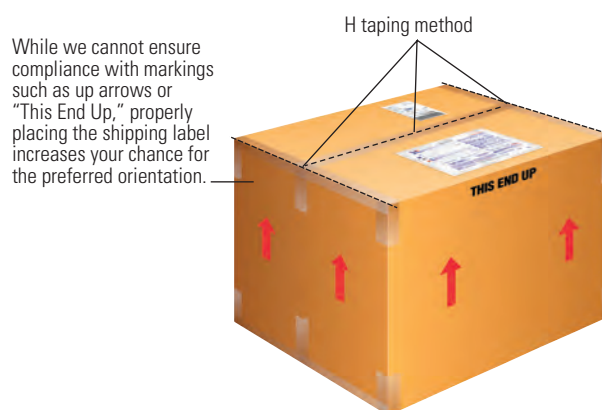 H taping method
While we cannot ensure
compliance with markings
such as up arrows or
“This End Up,” properly
placing the shipping label
increases your chance for
the preferred orientation.
THIS END UP